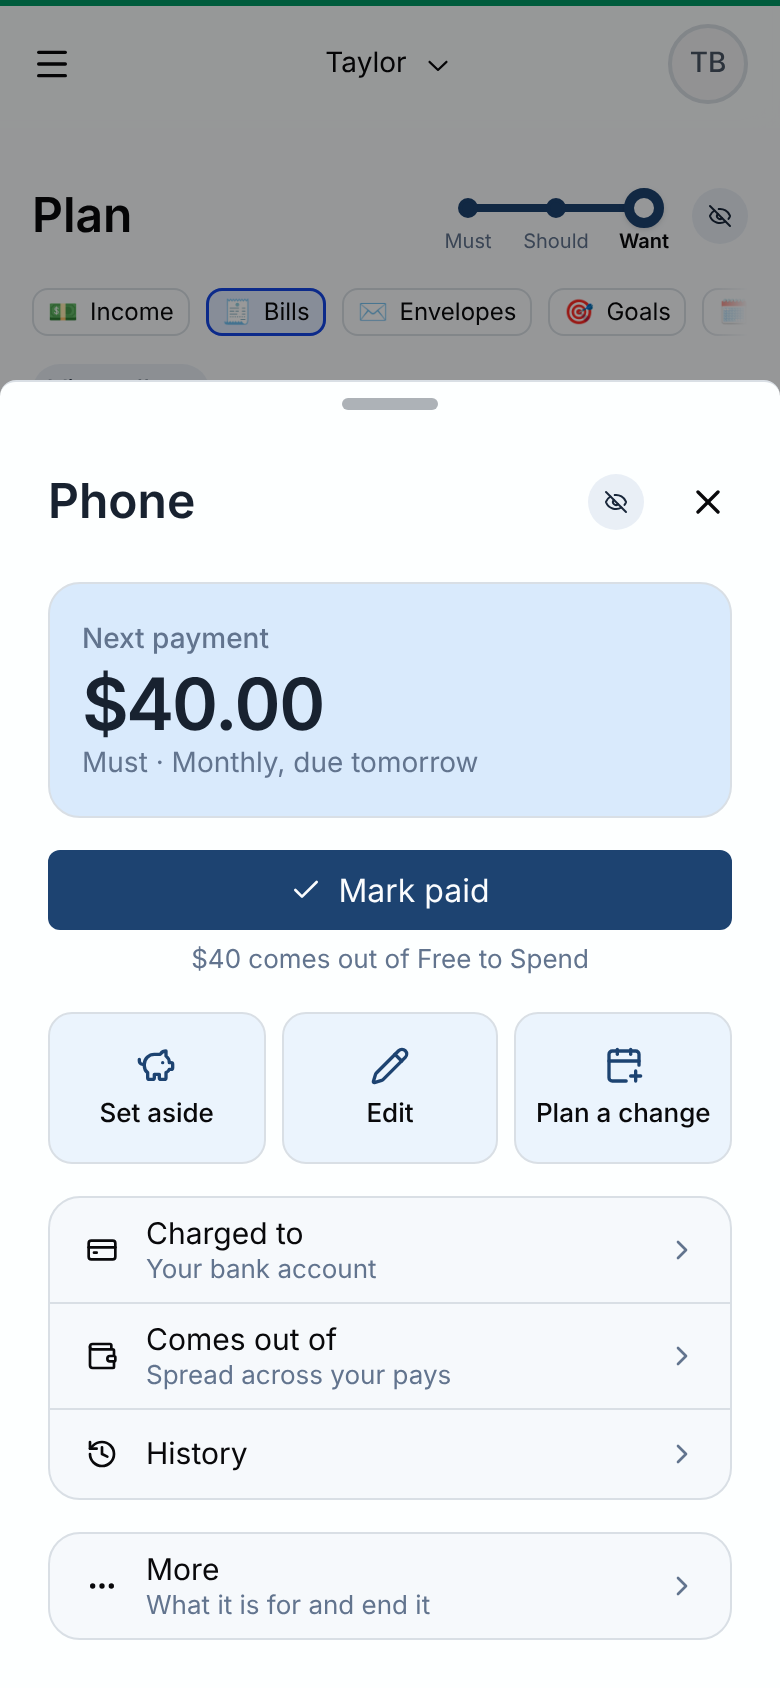 Taylor
TB
Plan
Must
Should
Want
Income
Bills
Envelopes
Goals
Phone
Next payment
$40.00
Must · Monthly, due tomorrow
Mark paid
$40 comes out of Free to Spend
Set aside
Edit
Plan a change
Charged to
Your bank account
Comes out of
Spread across your pays
History
More
What it is for and end it